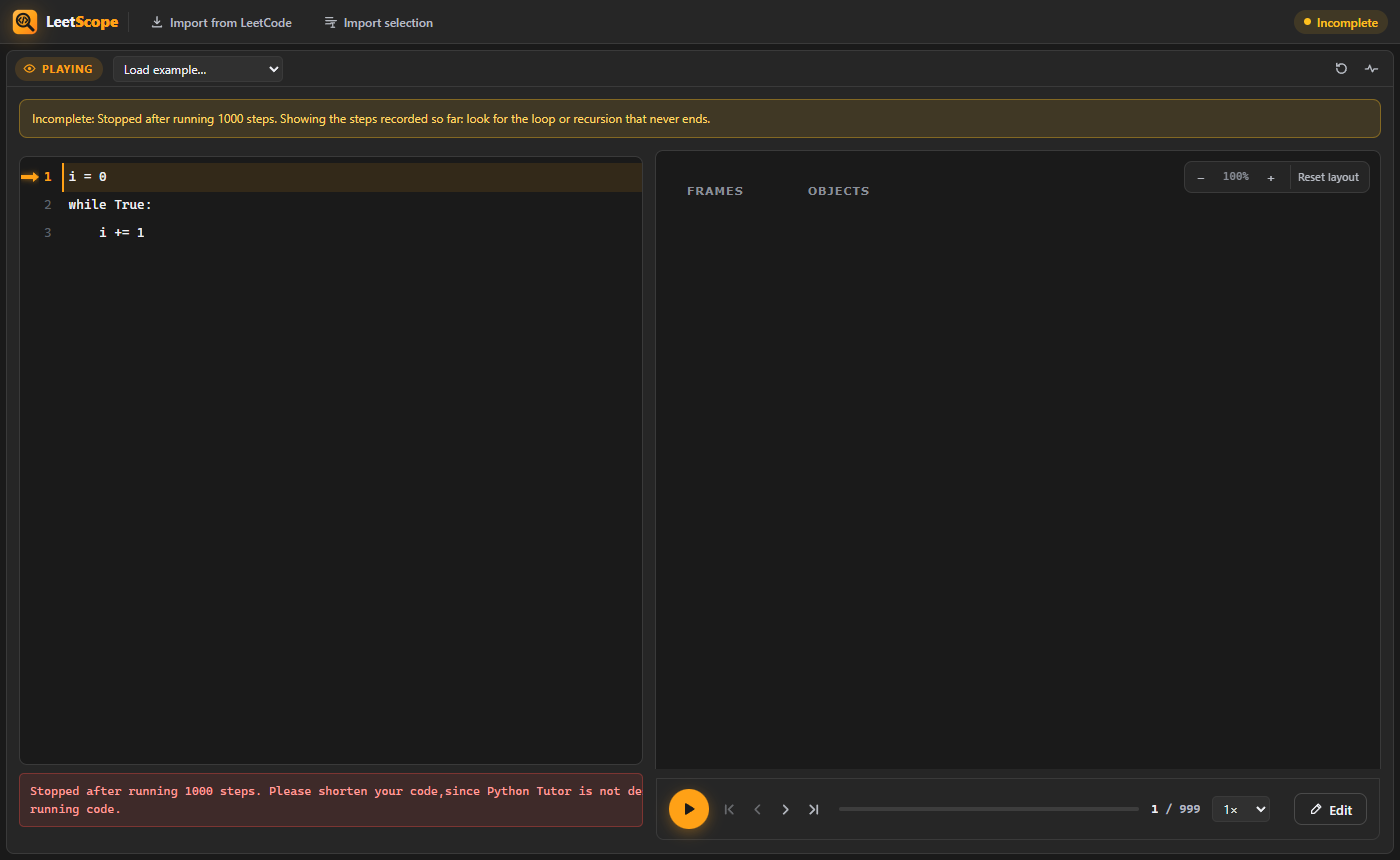 LeetScope Import from LeetCode Import selection Incomplete
PLAYING Load example...
Incomplete: Stopped after running 1000 steps. Showing the steps recorded so far: look for the loop or recursion that never ends.
1 i = 0
2 while True:
3 i += 1
FRAMES OBJECTS
− 100% + Reset layout
Stopped after running 1000 steps. Please shorten your code,since Python Tutor is not de
running code.
1 / 999 1× Edit